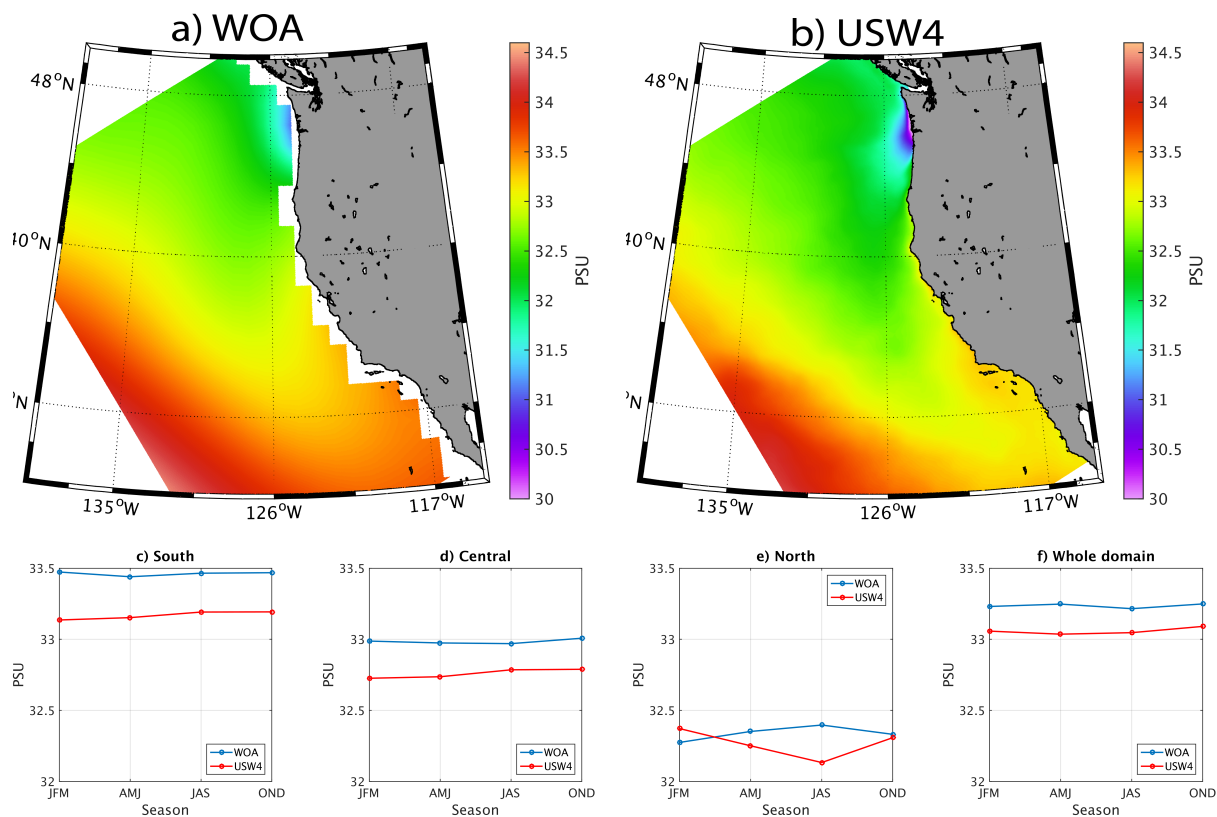 a) WOA
b) USW4
48°N
40°N
°N
135°W
126°W
117°W
34.5
34
33.5
33
32.5
32
31.5
31
30.5
30
PSU
48°N
40°N
°N
135°W
126°W
117°W
34.5
34
33.5
33
32.5
32
31.5
31
30.5
30
PSU
c) South
33.5
33
32.5
32
PSU
JFM
AMJ
JAS
OND
Season
WOA
USW4
d) Central
33.5
33
32.5
32
PSU
JFM
AMJ
JAS
OND
Season
WOA
USW4
e) North
33.5
33
32.5
32
PSU
JFM
AMJ
JAS
OND
Season
WOA
USW4
f) Whole domain
33.5
33
32.5
32
PSU
JFM
AMJ
JAS
OND
Season
WOA
USW4